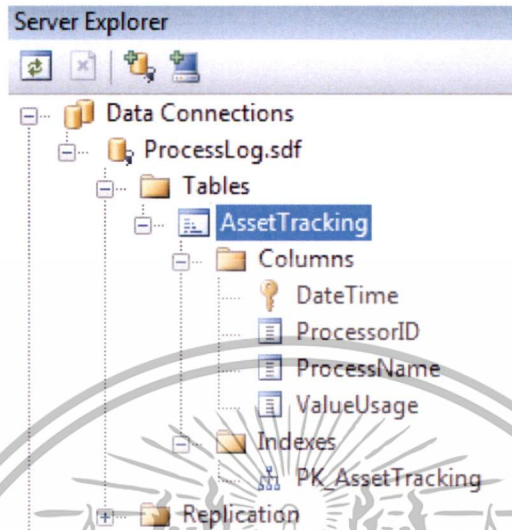 Server Explorer
Data Connections
ProcessLog.sdf
Tables
AssetTracking
Columns
DateTime
ProcessorID
ProcessName
ValueUsage
Indexes
PK_AssetTracking
Replication